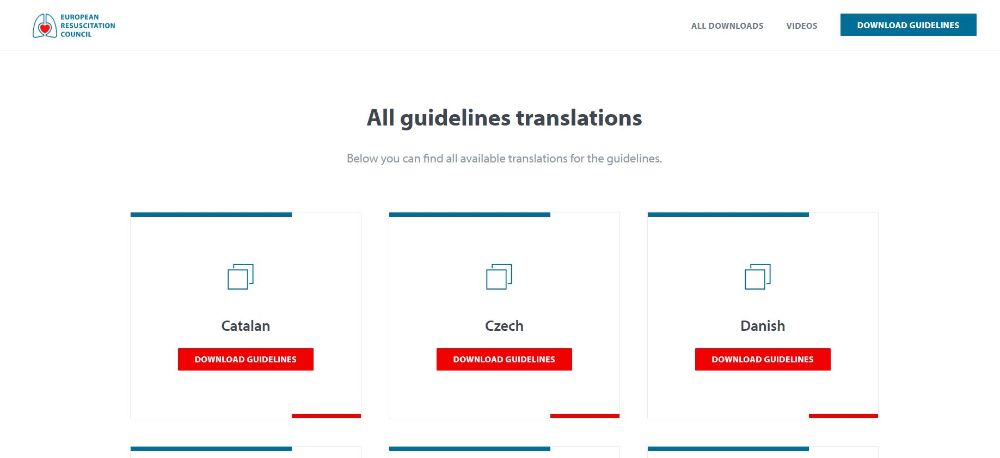 EUROPEAN
RESUSCITATION
COUNCIL
ALL DOWNLOADS
VIDEOS
DOWNLOAD GUIDELINES
All guidelines translations
Below you can find all available translations for the guidelines.
Catalan
DOWNLOAD GUIDELINES
Czech
DOWNLOAD GUIDELINES
Danish
DOWNLOAD GUIDELINES